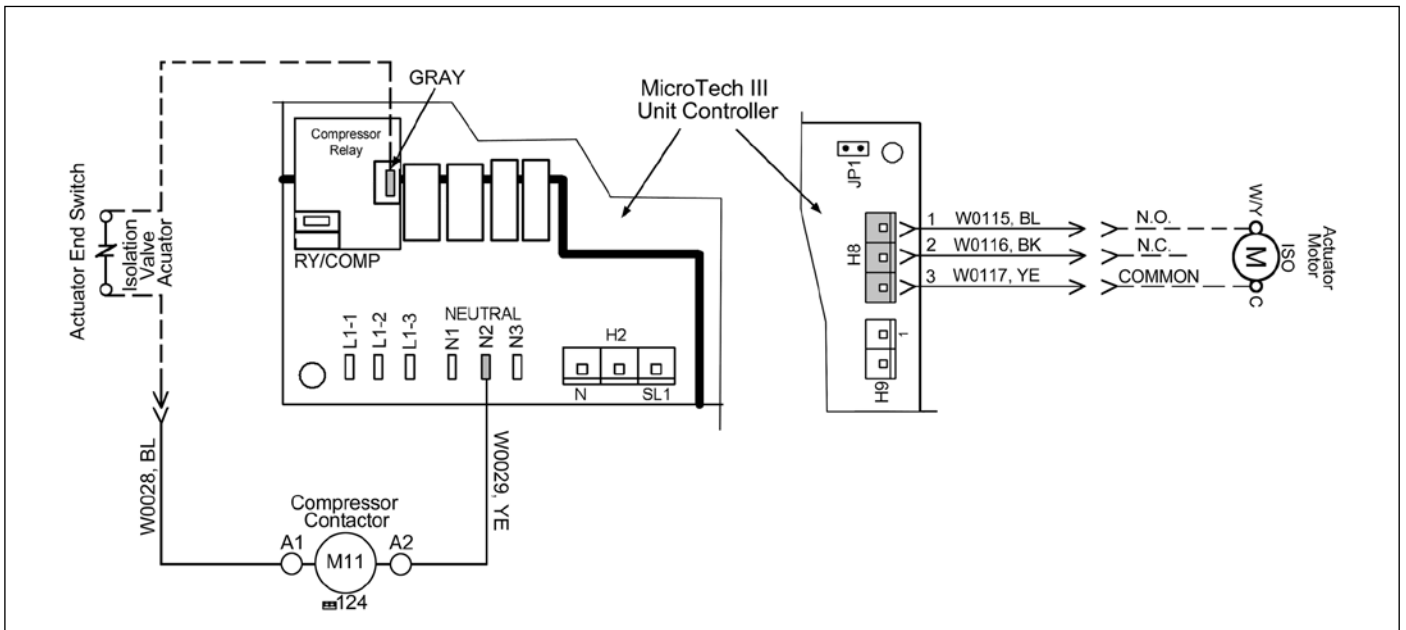 GRAY
MicroTech III
Unit Controller
Compressor
Relay
RY/COMP
Actuator End Switch
Isolation
Valve
Actuator
L1-1
L1-2
L1-3
NEUTRAL
N1
N2
N3
H2
N
SL1
W0028, BL
W0029, YE
Compressor
Contactor
A1
M11
A2
124
JP1
H8
1 W0115, BL
2 W0116, BK
3 W0117, YE
N.O.
N.C.
COMMON
1
H9
W/Y
M
ISO
C
Actuator
Motor